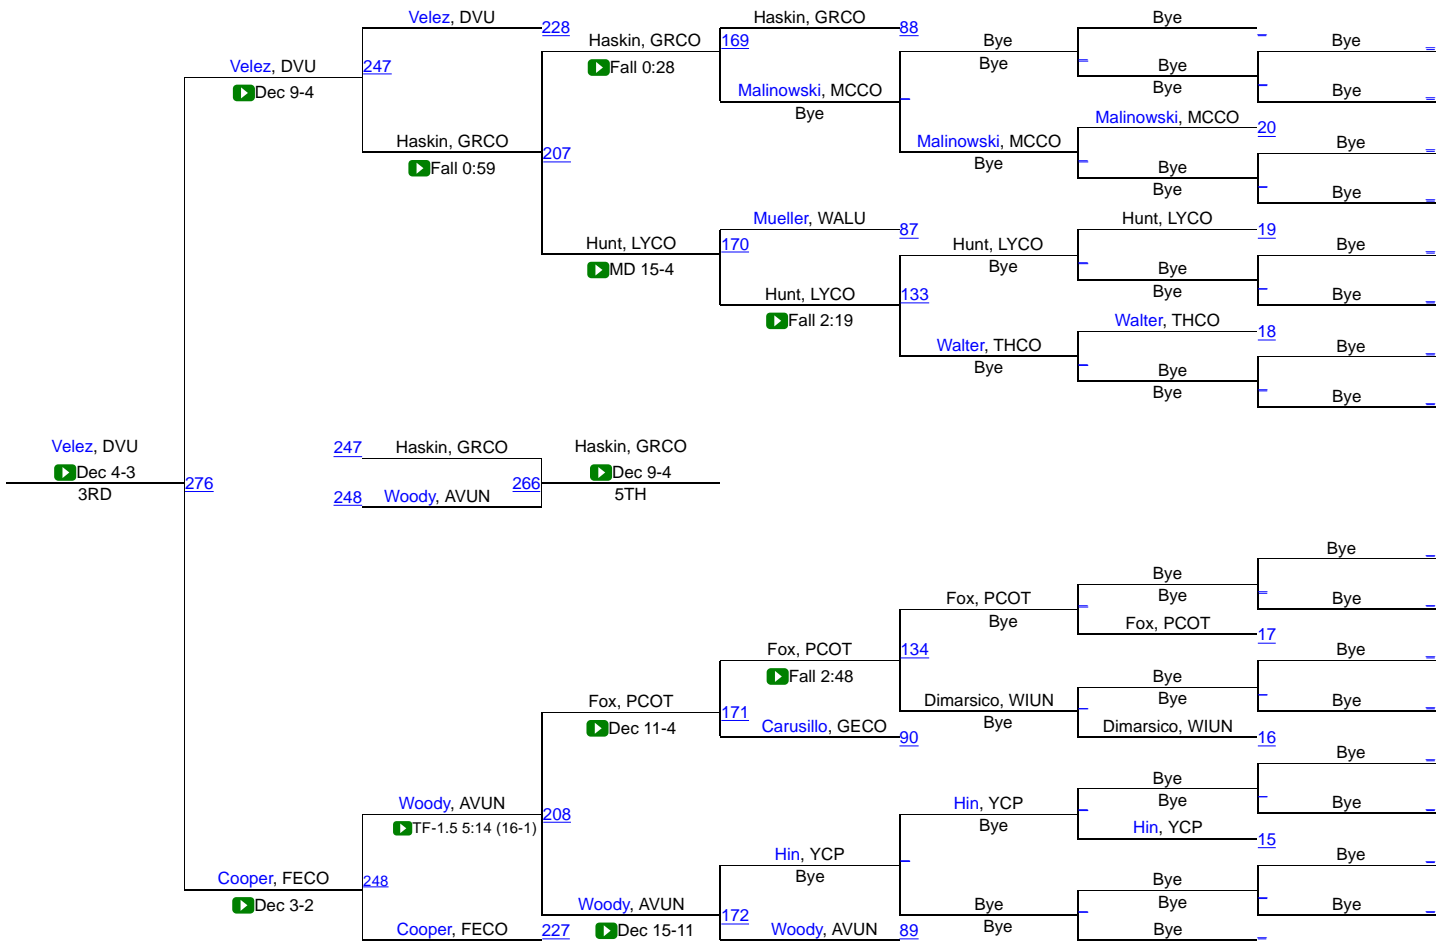 Velez, DVU
228
Haskin, GRCO
88
Bye
Haskin, GRCO
169
Bye
Bye
Velez, DVU
247
Fall 0:28
Bye
Bye
Dec 9-4
Malinowski, MCCO
Bye
Bye
Bye
Malinowski, MCCO
20
Haskin, GRCO
207
Malinowski, MCCO
Bye
Fall 0:59
Bye
Bye
Bye
Bye
Mueller, WALU
87
Hunt, LYCO
19
Hunt, LYCO
170
Hunt, LYCO
Bye
MD 15-4
Bye
Bye
Bye
Hunt, LYCO
133
Bye
Fall 2:19
Walter, THCO
18
Walter, THCO
Bye
Bye
Bye
Bye
Bye
Velez, DVU
Dec 4-3
276
3RD
247
Haskin, GRCO
Haskin, GRCO
Dec 9-4
248
Woody, AVUN
266
5TH
Bye
Bye
Fox, PCOT
Bye
Bye
Bye
Fox, PCOT
17
Fox, PCOT
134
Bye
Fall 2:48
Bye
Fox, PCOT
171
Dimarsico, WIUN
Bye
Bye
Dec 11-4
Carusillo, GECO
90
Bye
Dimarsico, WIUN
16
Bye
Bye
Woody, AVUN
208
Hin, YCP
Bye
Bye
TF-1.5 5:14 (16-1)
Bye
Hin, YCP
15
Hin, YCP
Bye
Cooper, FECO
248
Bye
Bye
Dec 3-2
Woody, AVUN
172
Bye
Bye
Bye
Cooper, FECO
227
Dec 15-11
Woody, AVUN
89
Bye
Bye